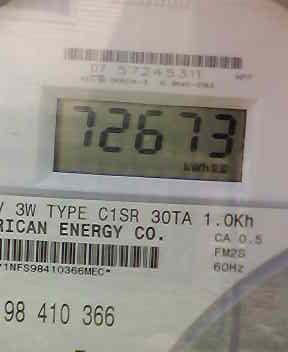 07 57245311
72673
kWh
V 3W TYPE C1SR 30TA 1.0Kh
RICAN ENERGY CO.
CA 0.5
FM2S
*1NFS98410366MEC*
60Hz
98 410 366